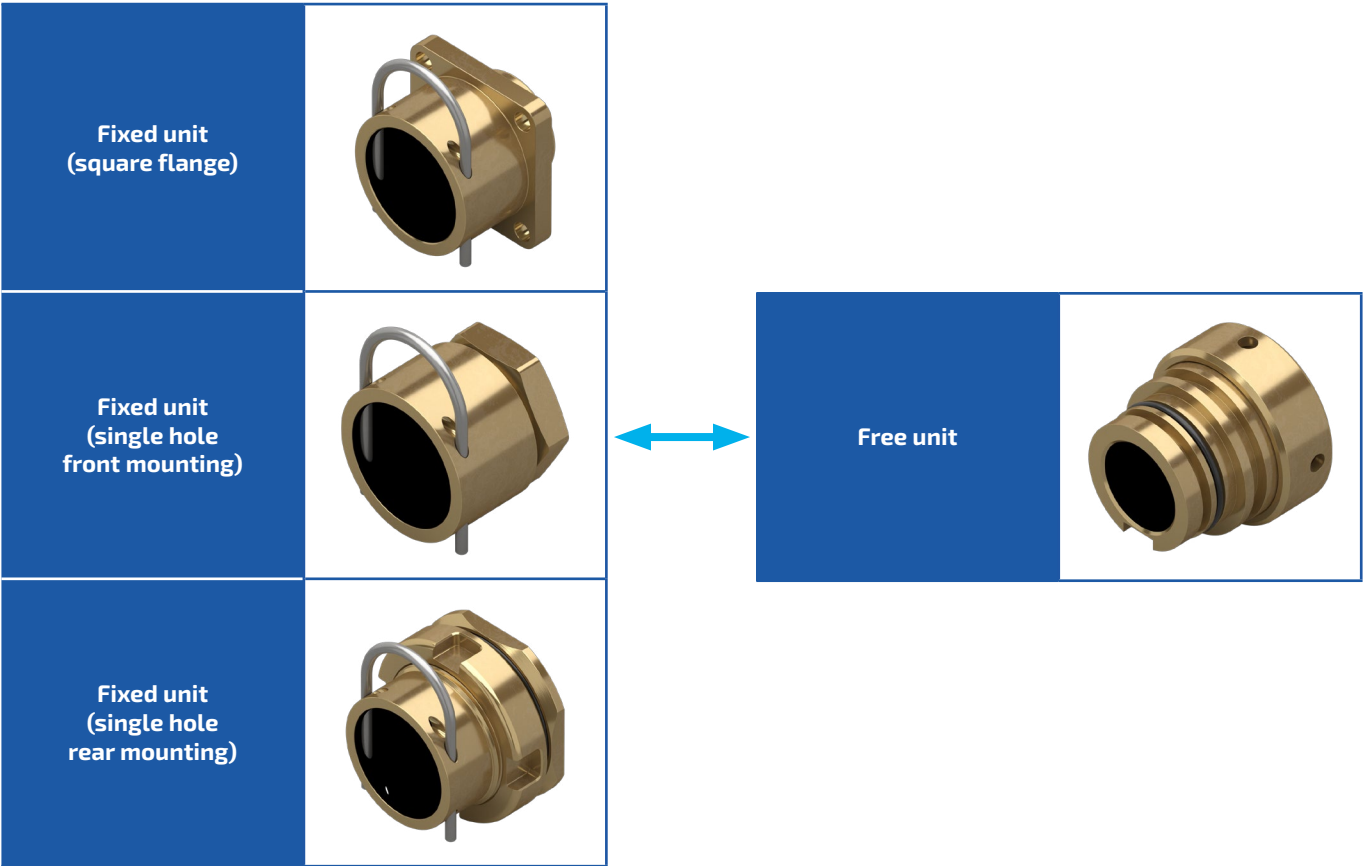 Fixed unit
(square flange)
Fixed unit
(single hole
front mounting)
Free unit
Fixed unit
(single hole
rear mounting)